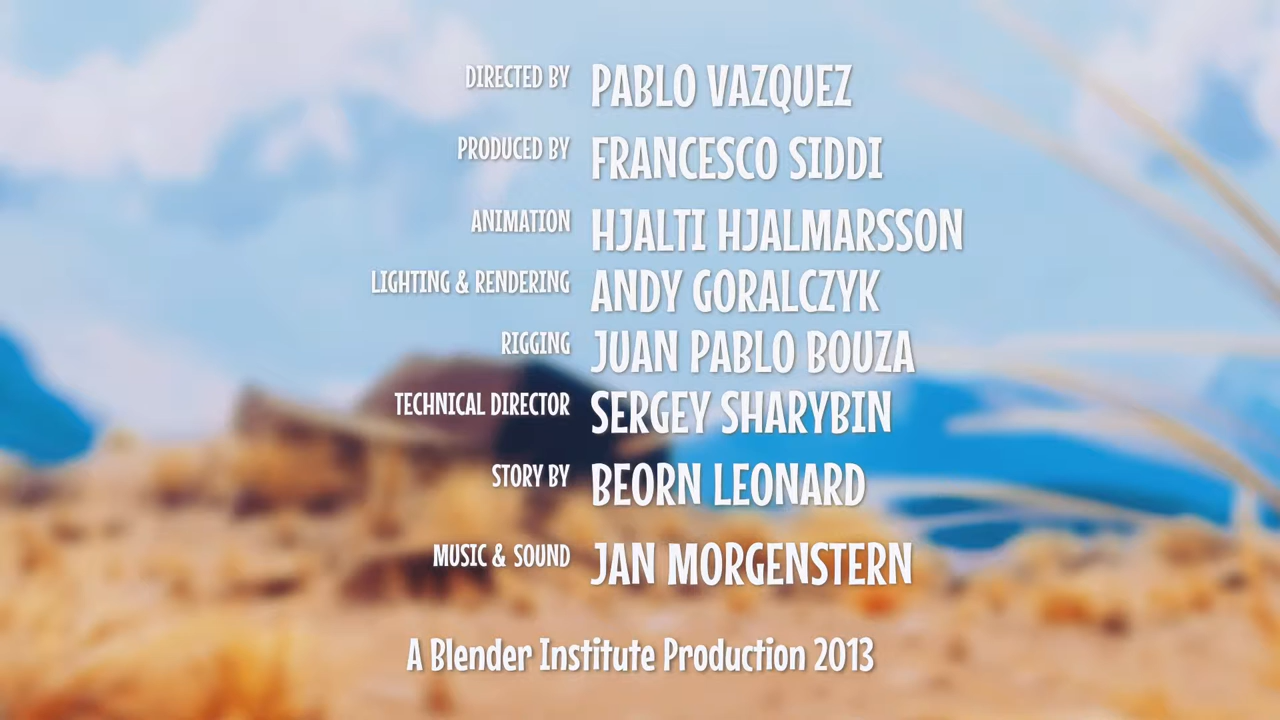 DIRECTED BY PABLO VAZQUEZ
PRODUCED BY FRANCESCO SIDDI
ANIMATION HJALTI HJALMARSSON
LIGHTING & RENDERING ANDY GORALCZYK
RIGGING JUAN PABLO BOUZA
TECHNICAL DIRECTOR SERGEY SHARYBIN
STORY BY BEORN LEONARD
MUSIC & SOUND JAN MORGENSTERN
A Blender Institute Production 2013